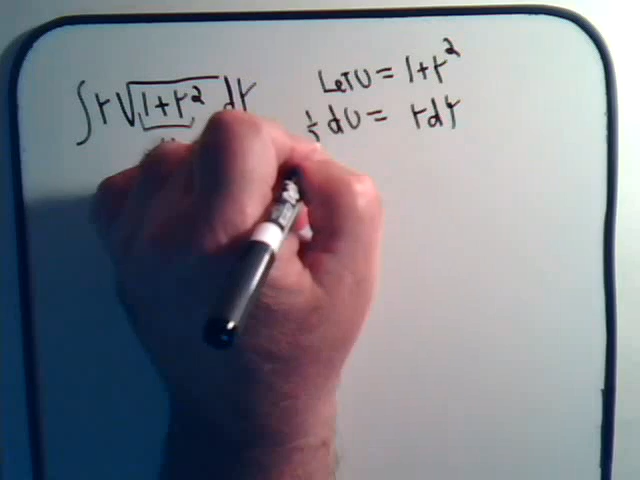 ∫r√(1+r²) dr
Let U = 1+r²
½ dU = r dr